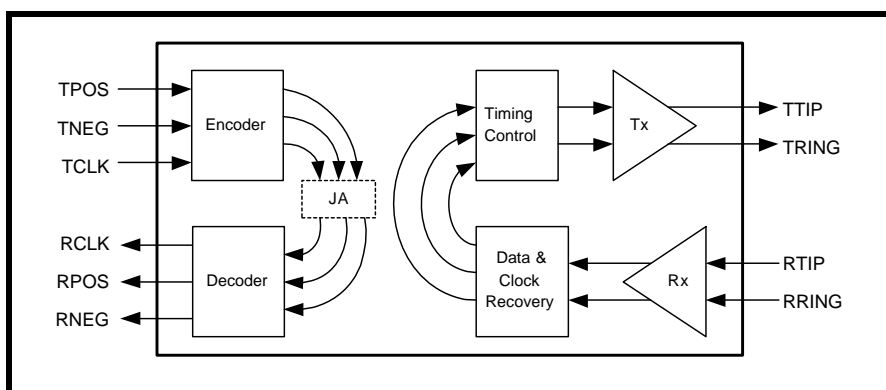 TPOS
TNEG
TCLK
Encoder
JA
RCLK
RPOS
RNEG
Decoder
Timing
Control
Tx
TTIP
TRING
Data &
Clock
Recovery
Rx
RTIP
RRING